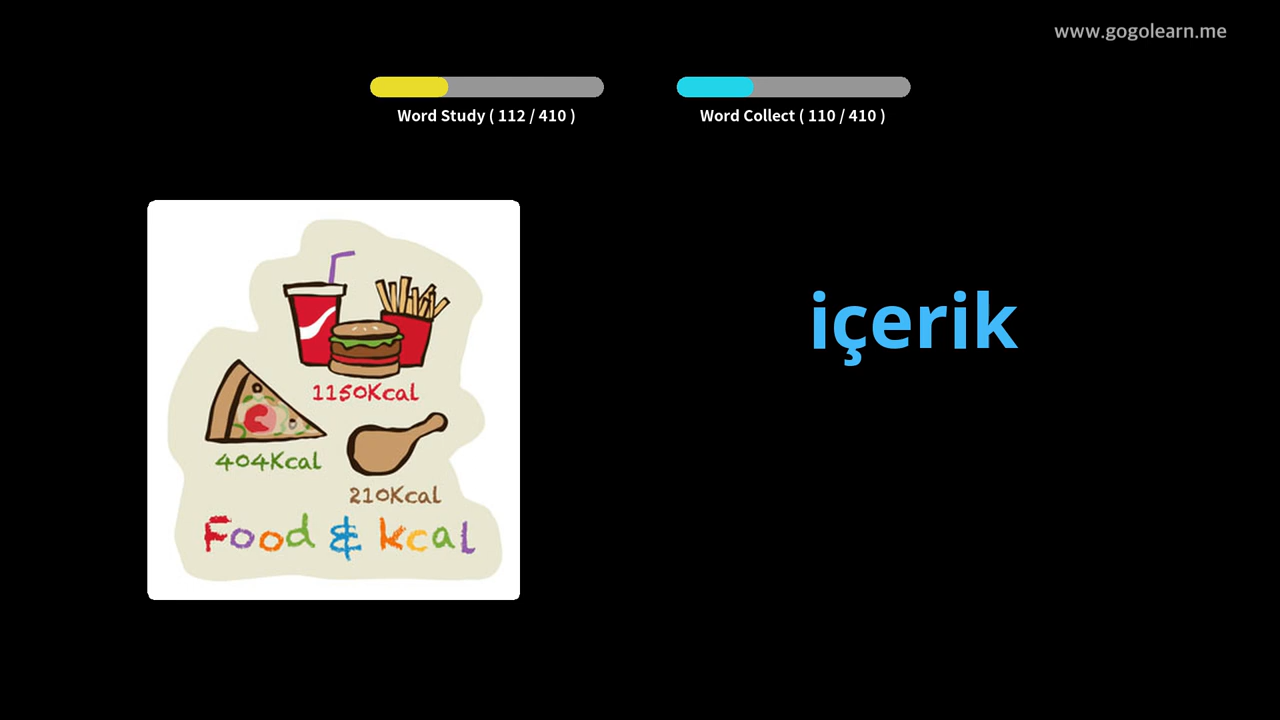 www.gogolearn.me
Word Study ( 112 / 410 )
Word Collect ( 110 / 410 )
1150Kcal
404Kcal
210Kcal
Food & kcal
içerik